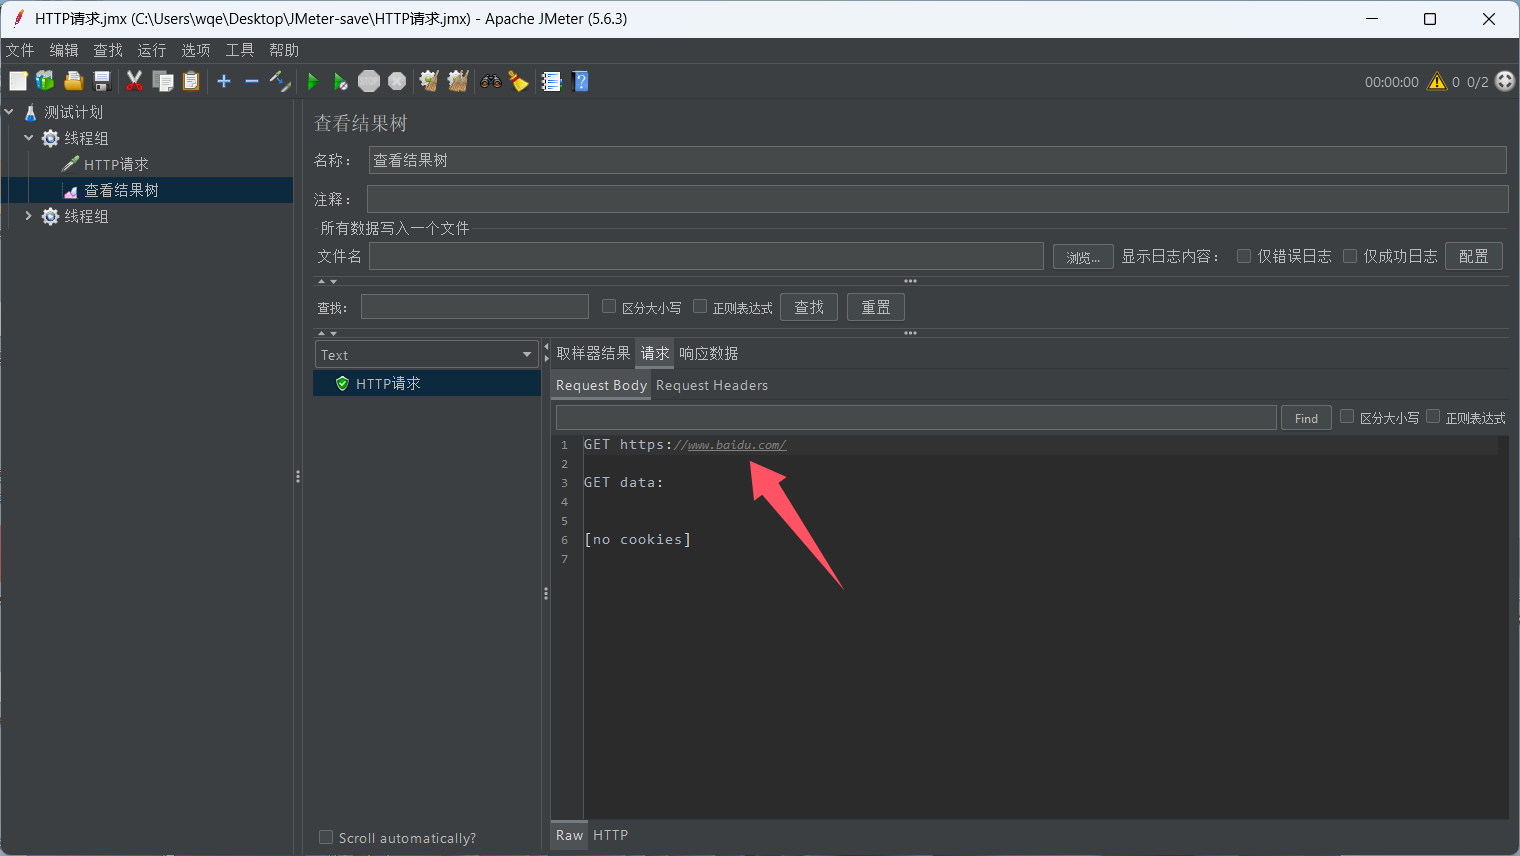 HTTP请求.jmx (C:\Users\wqe\Desktop\JMeter-save\HTTP请求.jmx) - Apache JMeter (5.6.3)
文件 编辑 查找 运行 选项 工具 帮助
00:00:00 0 0/2
测试计划
线程组
HTTP请求
查看结果树
线程组
查看结果树
名称： 查看结果树
注释：
所有数据写入一个文件
文件名 浏览... 显示日志内容： 仅错误日志 仅成功日志 配置
查找: 区分大小写 正则表达式 查找 重置
Text
HTTP请求
Scroll automatically?
取样器结果 请求 响应数据
Request Body Request Headers
Find 区分大小写 正则表达式
1 GET https://www.baidu.com/
2
3 GET data:
4
5
6 [no cookies]
7
Raw HTTP